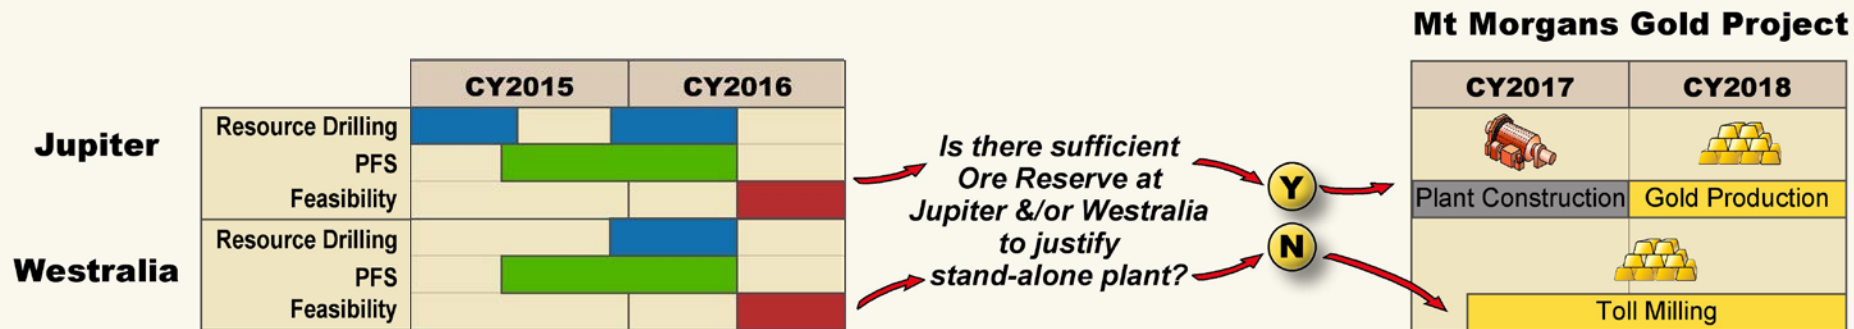 Mt Morgans Gold Project
CY2015 CY2016
CY2017 CY2018
Jupiter
Resource Drilling
PFS
Feasibility
Westralia
Resource Drilling
PFS
Feasibility
Is there sufficient
Ore Reserve at
Jupiter &/or Westralia
to justify
stand-alone plant?
Y
N
Plant Construction Gold Production
Toll Milling